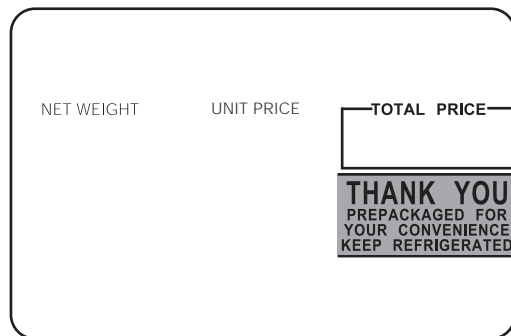 NET WEIGHT UNIT PRICE TOTAL PRICE
THANK YOU
PREPACKAGED FOR
YOUR CONVENIENCE
KEEP REFRIGERATED